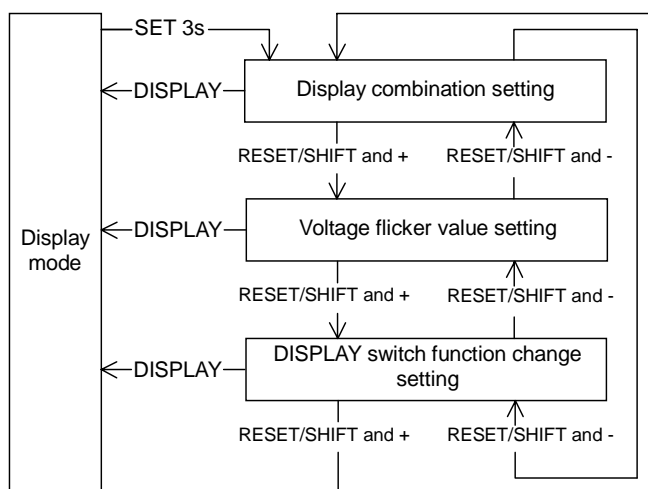 SET 3s
Display combination setting
DISPLAY
RESET/SHIFT and +
RESET/SHIFT and -
Display
mode
Voltage flicker value setting
DISPLAY
RESET/SHIFT and +
RESET/SHIFT and -
DISPLAY switch function change
setting
DISPLAY
RESET/SHIFT and +
RESET/SHIFT and -